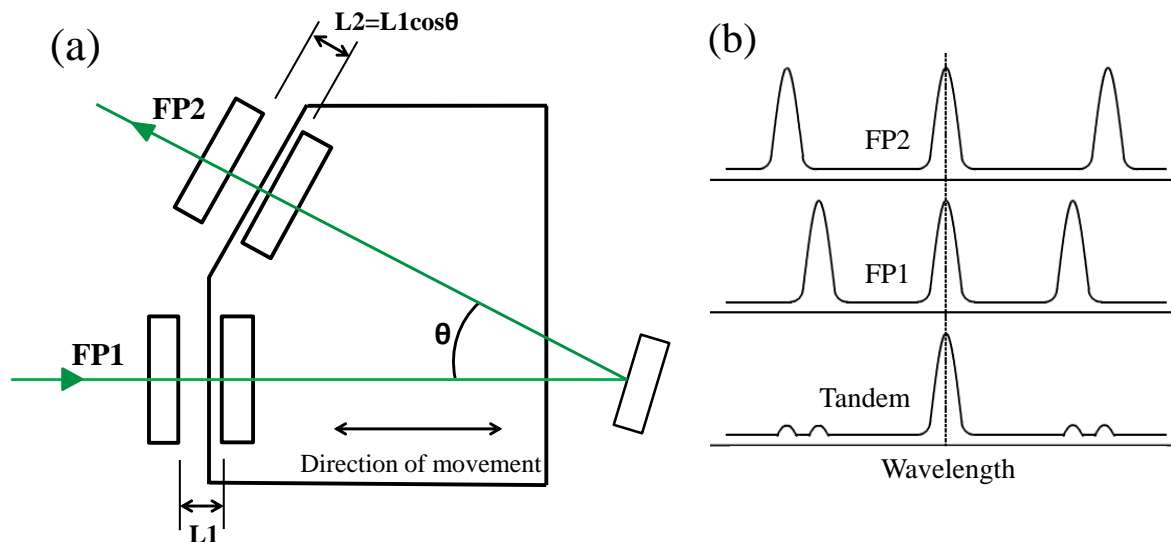 (a)
L2=L1cosθ
FP2
θ
FP1
Direction of movement
L1
(b)
FP2
FP1
Tandem
Wavelength